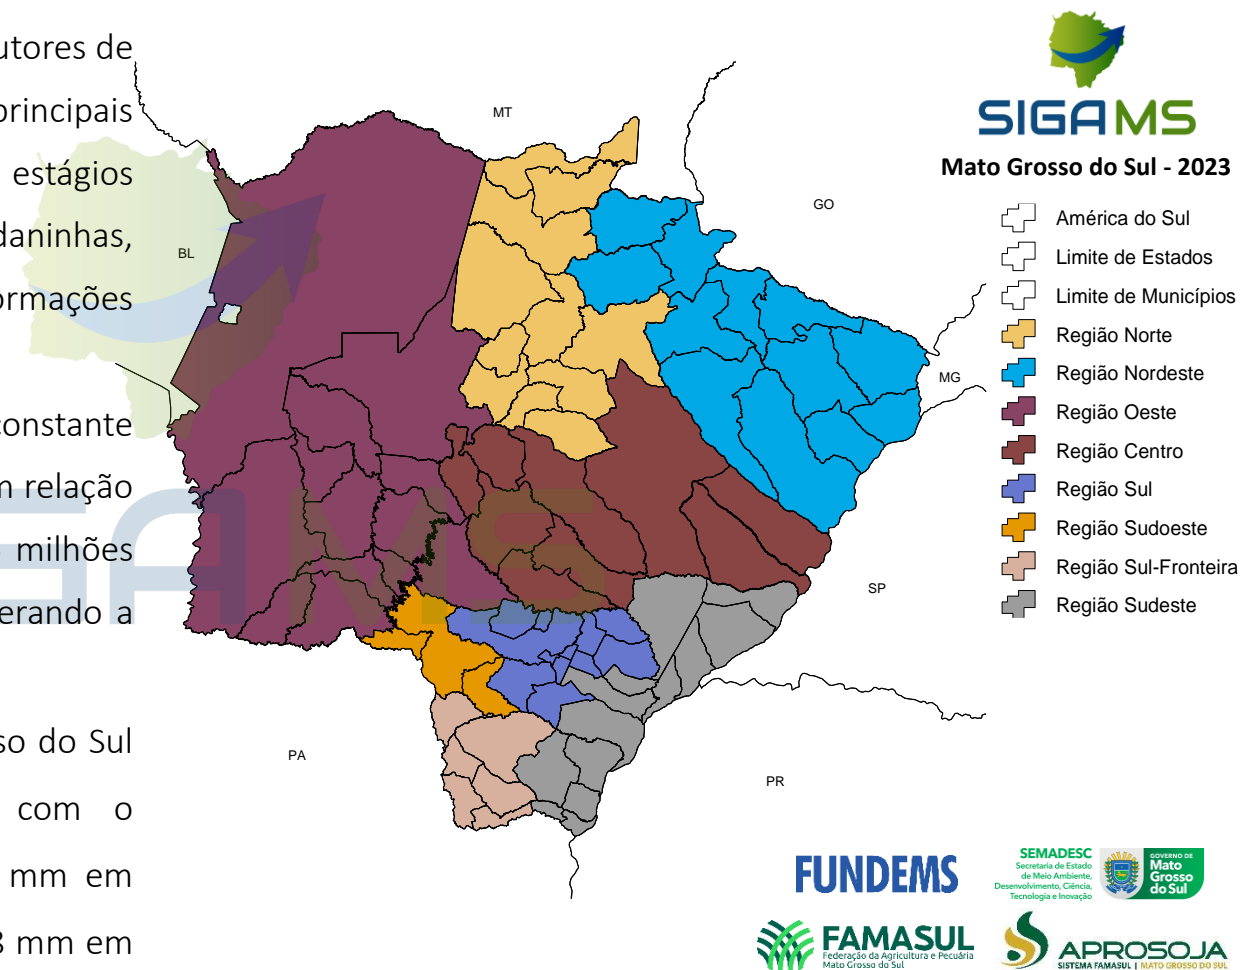 utores de
principais
estágios
daninhas,
ormações
constante
m relação
milhões
erando a
so do Sul
com o
mm em
8 mm em
MT
GO
BL
MG
SP
PA
PR
SIGAMS
SIGAMS
Mato Grosso do Sul - 2023
América do Sul
Limite de Estados
Limite de Municípios
Região Norte
Região Nordeste
Região Oeste
Região Centro
Região Sul
Região Sudoeste
Região Sul-Fronteira
Região Sudeste
FUNDEMS
SEMADESC
Secretaria de Estado
de Meio Ambiente,
Desenvolvimento, Ciência,
Tecnologia e Inovação
GOVERNO DE
Mato
Grosso
do Sul
FAMASUL
Federação da Agricultura e Pecuária
Mato Grosso do Sul
APROSOJA
SISTEMA FAMASUL | MATO GROSSO DO SUL